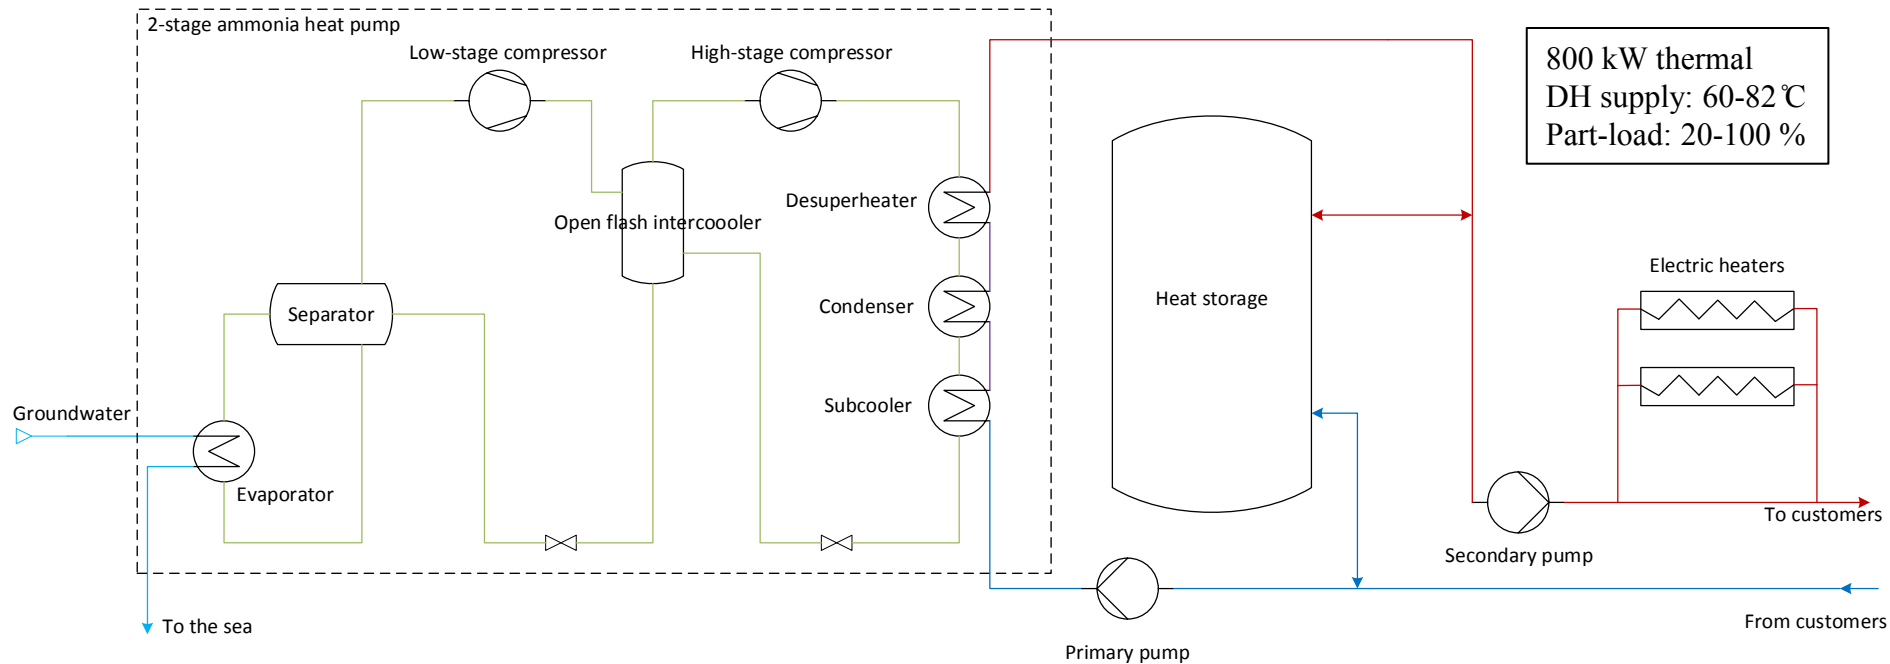 2-stage ammonia heat pump
Low-stage compressor
High-stage compressor
800 kW thermal
DH supply: 60-82℃
Part-load: 20-100 %
Desuperheater
Open flash intercoooler
Electric heaters
Heat storage
Condenser
Separator
Subcooler
Groundwater
Evaporator
To customers
Secondary pump
To the sea
From customers
Primary pump